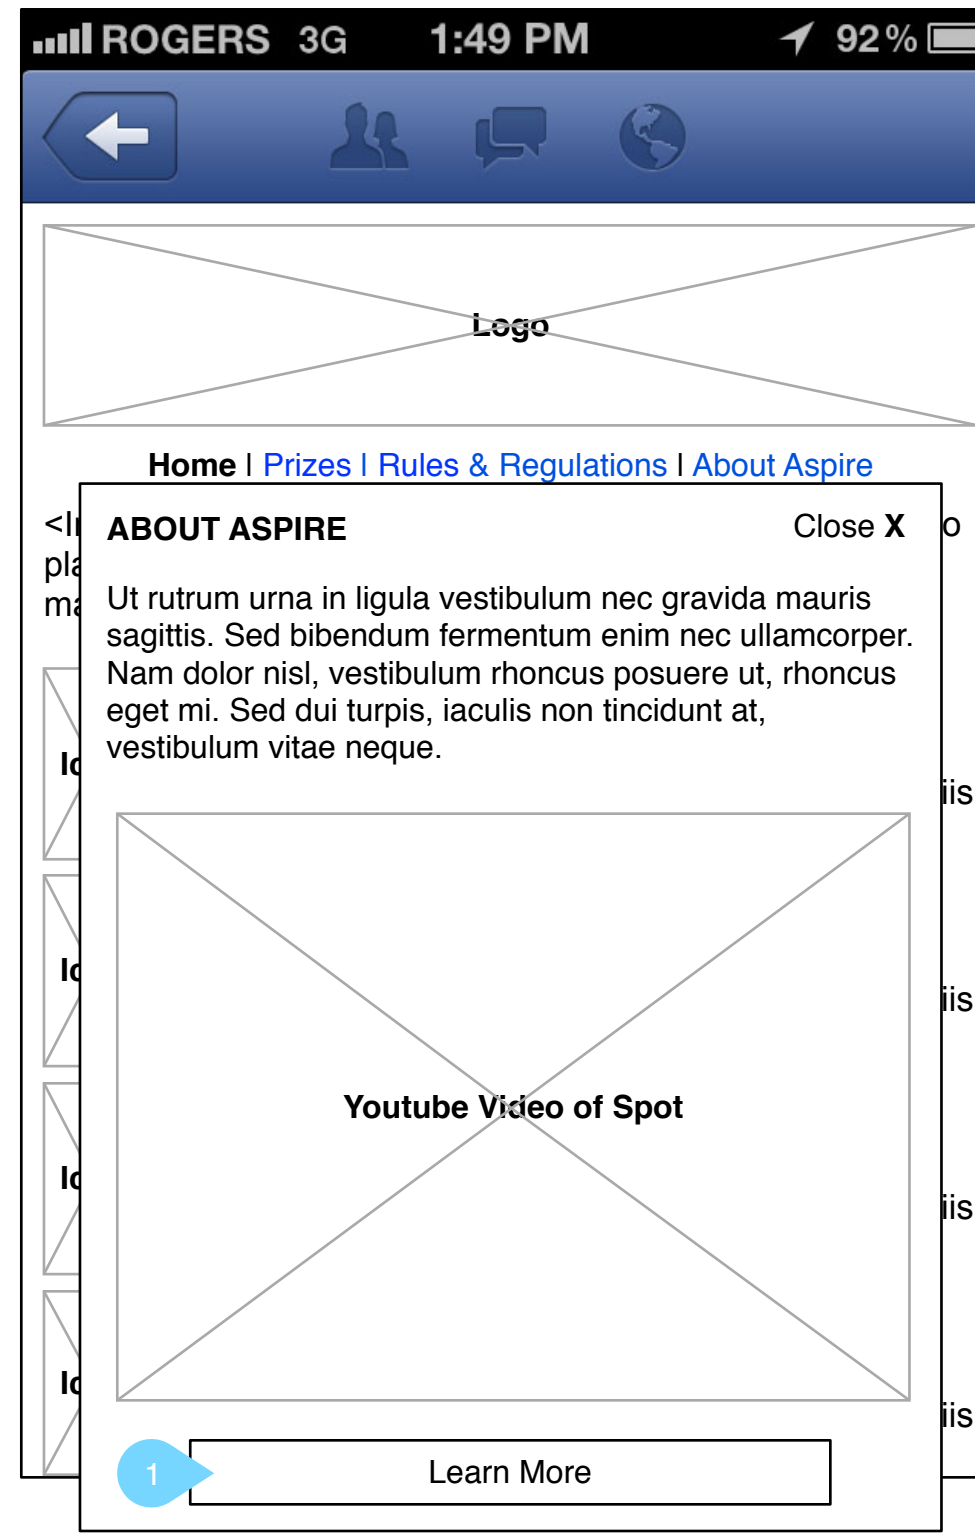 ROGERS 3G 1:49 PM 92%
Logo
Home | Prizes | Rules & Regulations | About Aspire
ABOUT ASPIRE Close X
Ut rutrum urna in ligula vestibulum nec gravida mauris
sagittis. Sed bibendum fermentum enim nec ullamcorper.
Nam dolor nisl, vestibulum rhoncus posuere ut, rhoncus
eget mi. Sed dui turpis, iaculis non tincidunt at,
vestibulum vitae neque.
Youtube Video of Spot
1 Learn More